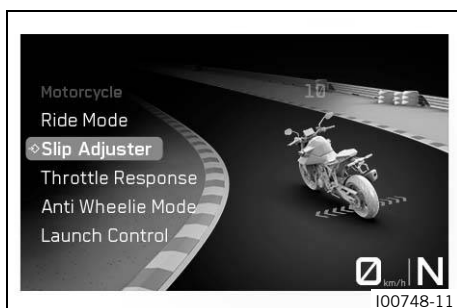 Motorcycle
10
Ride Mode
Slip Adjuster
Throttle Response
Anti Wheelie Mode
Launch Control
0 km/h N
I00748-11